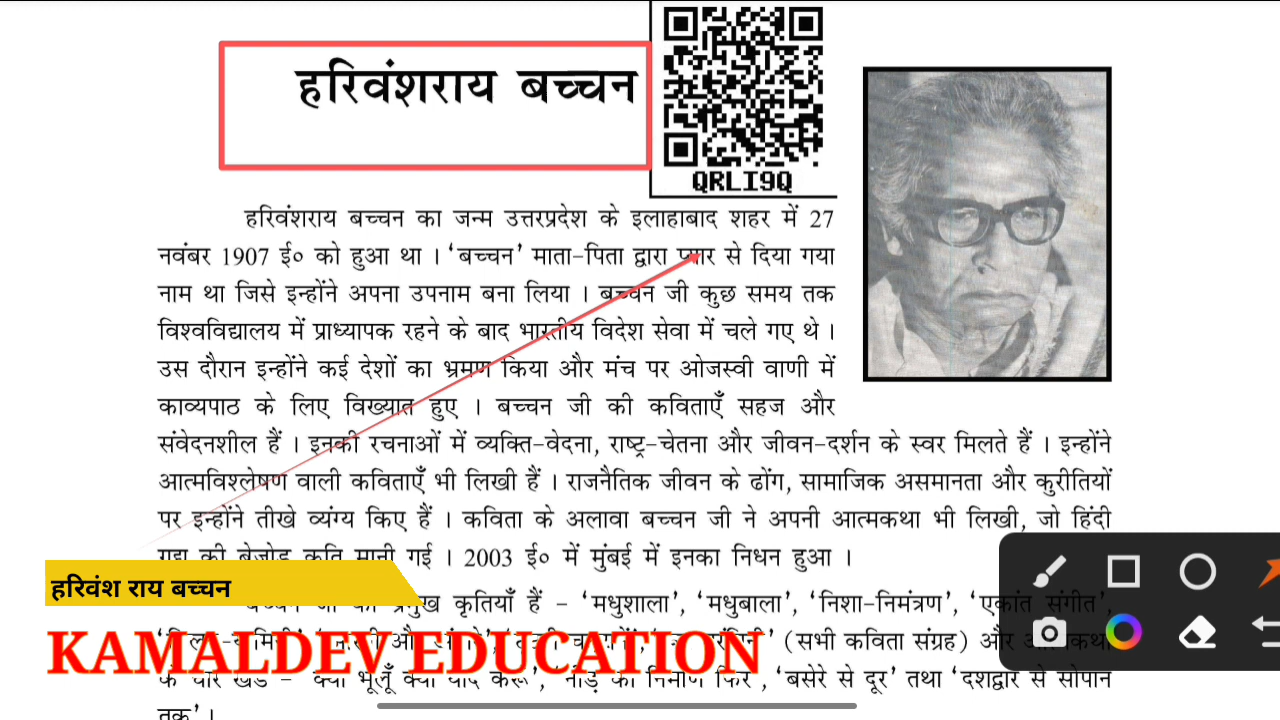 हरिवंशराय बच्चन
QRLI9Q
हरिवंशराय बच्चन का जन्म उत्तरप्रदेश के इलाहाबाद शहर में 27
नवंबर 1907 ई० को हुआ था । ‘बच्चन’ माता-पिता द्वारा प्यार से दिया गया
नाम था जिसे इन्होंने अपना उपनाम बना लिया । बच्चन जी कुछ समय तक
विश्वविद्यालय में प्राध्यापक रहने के बाद भारतीय विदेश सेवा में चले गए थे ।
उस दौरान इन्होंने कई देशों का भ्रमण किया और मंच पर ओजस्वी वाणी में
काव्यपाठ के लिए विख्यात हुए । बच्चन जी की कविताएँ सहज और
संवेदनशील हैं । इनकी रचनाओं में व्यक्ति-वेदना, राष्ट्र-चेतना और जीवन-दर्शन के स्वर मिलते हैं । इन्होंने
आत्मविश्लेषण वाली कविताएँ भी लिखी हैं । राजनैतिक जीवन के ढोंग, सामाजिक असमानता और कुरीतियों
पर इन्होंने तीखे व्यंग्य किए हैं । कविता के अलावा बच्चन जी ने अपनी आत्मकथा भी लिखी, जो हिंदी
गद्य की बेजोड़ कृति मानी गई । 2003 ई० में मुंबई में इनका निधन हुआ ।
हरिवंश राय बच्चन
प्रमुख कृतियाँ हैं - ‘मधुशाला’, ‘मधुबाला’, ‘निशा-निमंत्रण’, ‘एकांत संगीत’,
(सभी कविता संग्रह) और
KAMALDEV EDUCATION
‘बसेरे से दूर’ तथा ‘दशद्वार से सोपान
तक’ ।